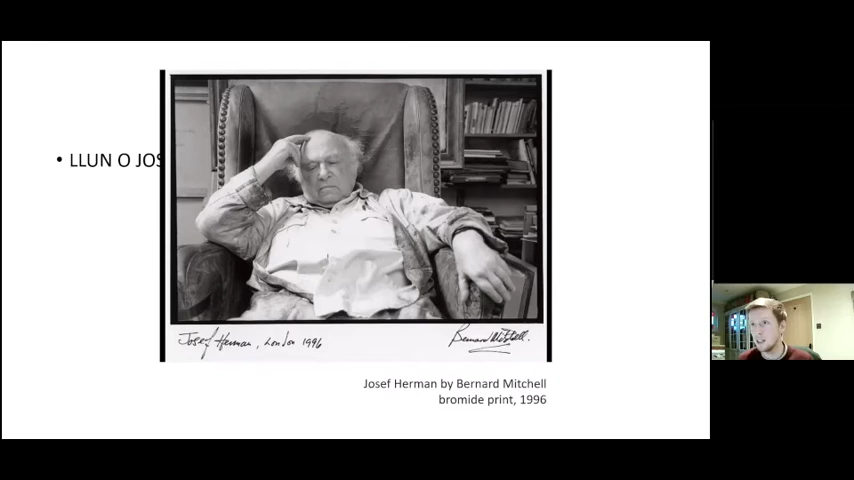 • LLUN O JOS
Josef Herman, London 1996
Bernard Mitchell.
Josef Herman by Bernard Mitchell
bromide print, 1996